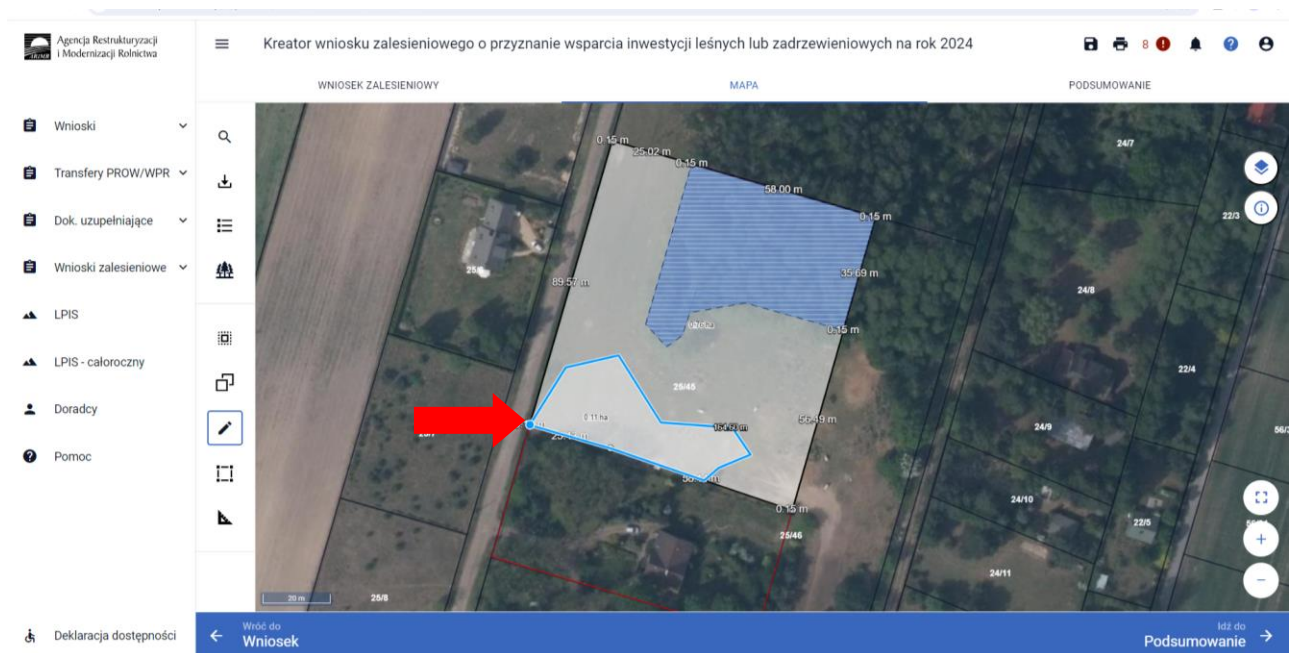 Agencja Restrukturyzacji
i Modernizacji Rolnictwa
Kreator wniosku zalesieniowego o przyznanie wsparcia inwestycji leśnych lub zadrzewieniowych na rok 2024
8
WNIOSEK ZALESIENIOWY
MAPA
PODSUMOWANIE
Wnioski
Transfery PROW/WPR
Dok. uzupełniające
Wnioski zalesieniowe
LPIS
LPIS - całoroczny
Doradcy
Pomoc
Deklaracja dostępności
0.15 m
25.02 m
0.15 m
58.00 m
0.15 m
24/7
22/3
89.57 m
35.69 m
24/8
0.15 m
22/4
25/45
0.11 ha
164.60 m
56.49 m
24/9
0.15 m
24/10
22/5
25/46
24/11
20 m
25/8
Wróć do
Wniosek
Idź do
Podsumowanie